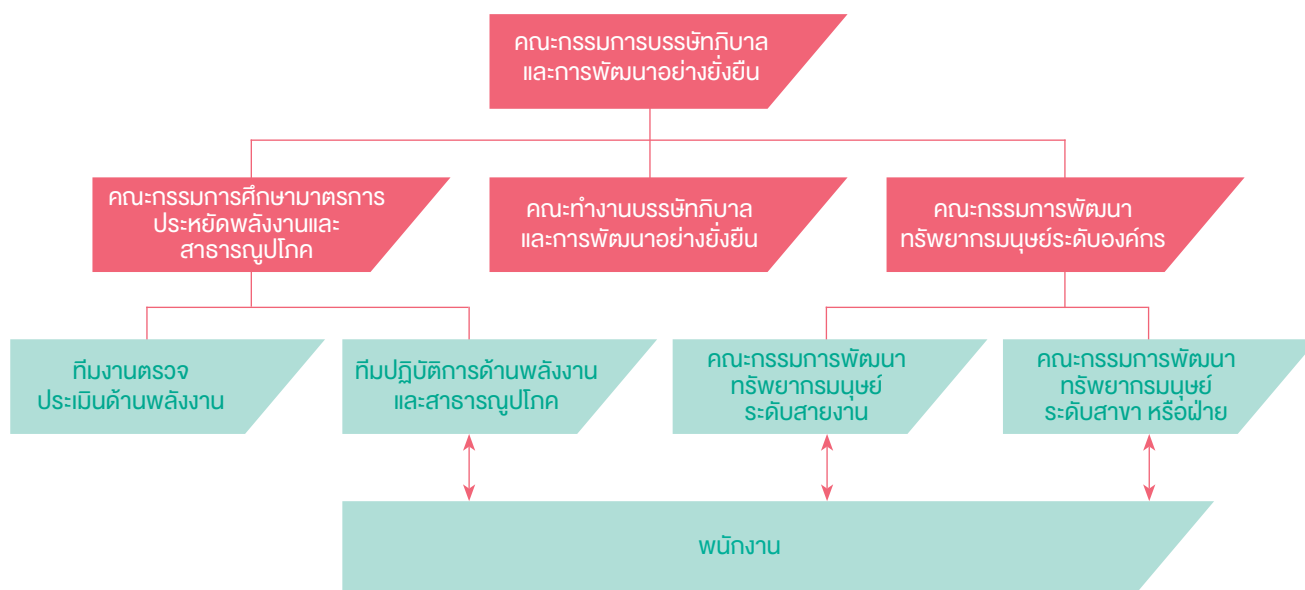 คณะกรรมการบรรษัทภิบาล
และการพัฒนาอย่างยั่งยืน
คณะกรรมการศึกษามาตรการ
ประหยัดพลังงานและ
สาธารณูปโภค
คณะทำงานบรรษัทภิบาล
และการพัฒนาอย่างยั่งยืน
คณะกรรมการพัฒนา
ทรัพยากรมนุษย์ระดับองค์กร
ทีมงานตรวจ
ประเมินด้านพลังงาน
ทีมปฏิบัติการด้านพลังงาน
และสาธารณูปโภค
คณะกรรมการพัฒนา
ทรัพยากรมนุษย์
ระดับสายงาน
คณะกรรมการพัฒนา
ทรัพยากรมนุษย์
ระดับสาขา หรือฝ่าย
พนักงาน